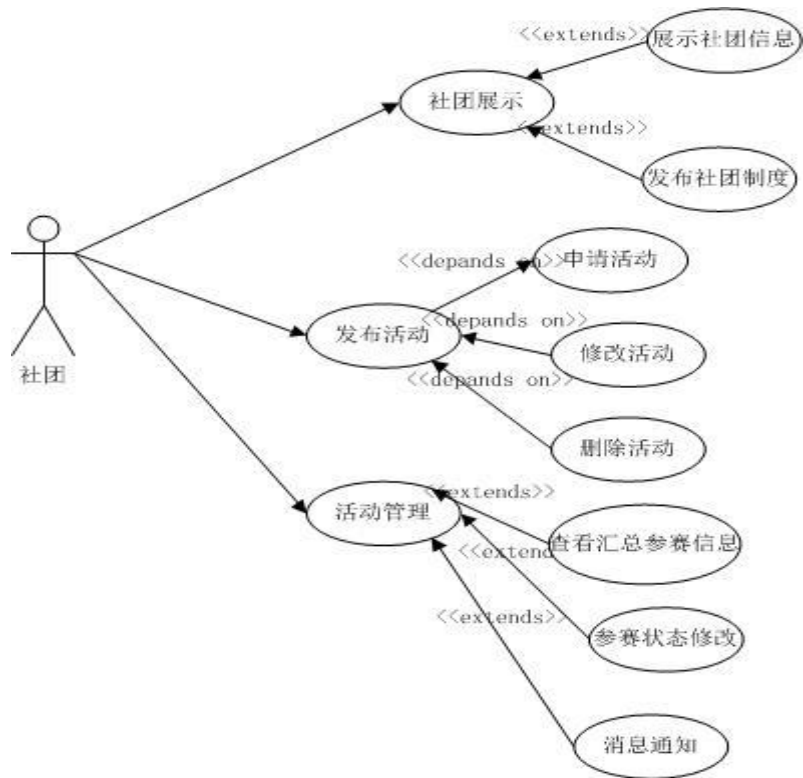 <<extends>>
展示社团信息
社团展示
<<extends>>
发布社团制度
<<depands on>>
申请活动
发布活动
<<depands on>>
修改活动
社团
<<depands on>>
删除活动
<<extends>>
活动管理
查看汇总参赛信息
<<extend
<<extends>>
参赛状态修改
消息通知